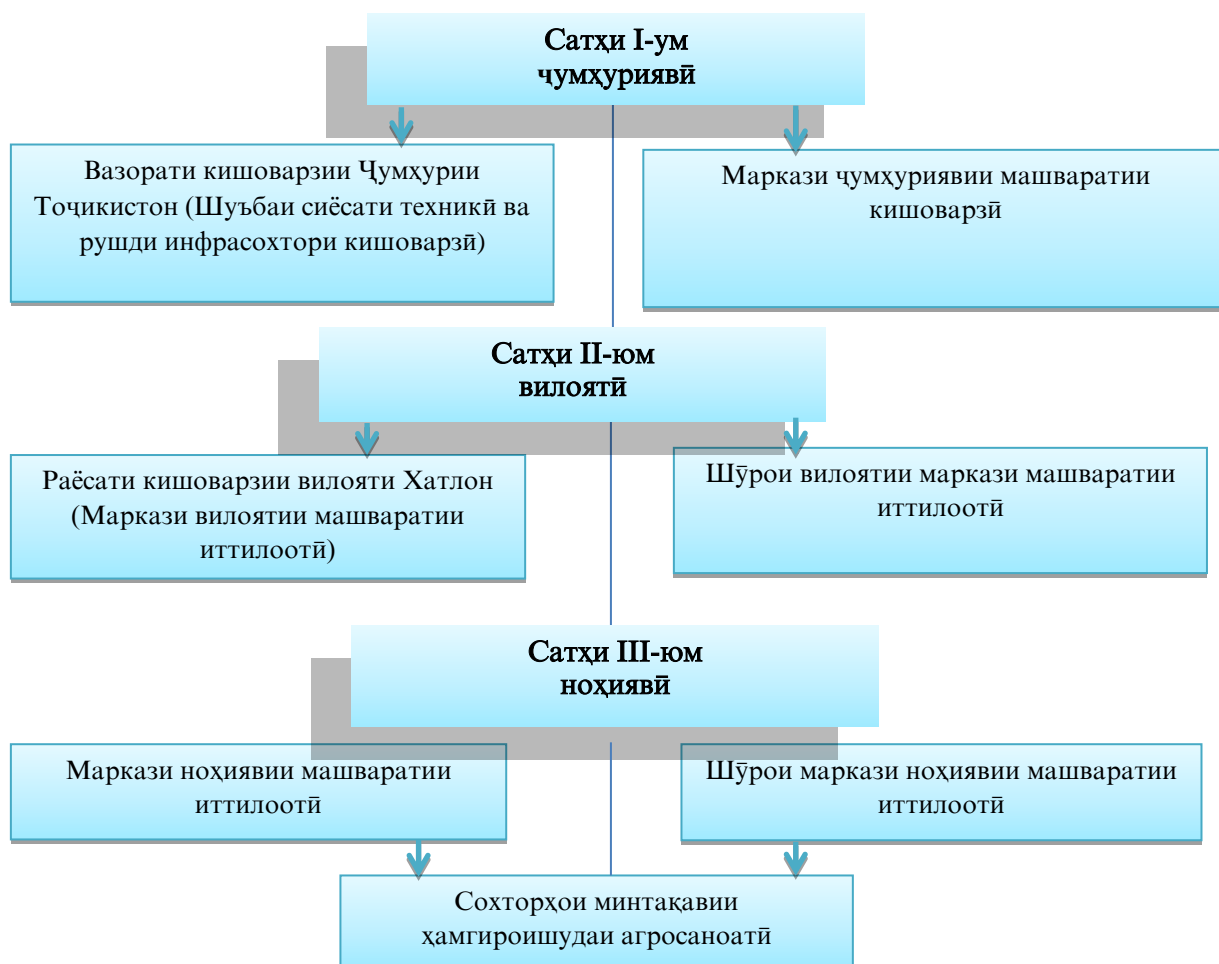 Сатҳи I-ум
ҷумҳуриявӣ
Вазорати кишоварзии Ҷумҳурии
Тоҷикистон (Шуъбаи сиёсати техникӣ ва
рушди инфрасохтори кишоварзӣ)
Маркази ҷумҳуриявии машваратии
кишоварзӣ
Сатҳи II-юм
вилоятӣ
Раёсати кишоварзии вилояти Хатлон
(Маркази вилоятии машваратии
иттилоотӣ)
Шӯрои вилоятии маркази машваратии
иттилоотӣ
Сатҳи III-юм
ноҳиявӣ
Маркази ноҳиявии машваратии
иттилоотӣ
Шӯрои маркази ноҳиявии машваратии
иттилоотӣ
Сохторҳои минтақавии
ҳамгироишудаи агросаноатӣ